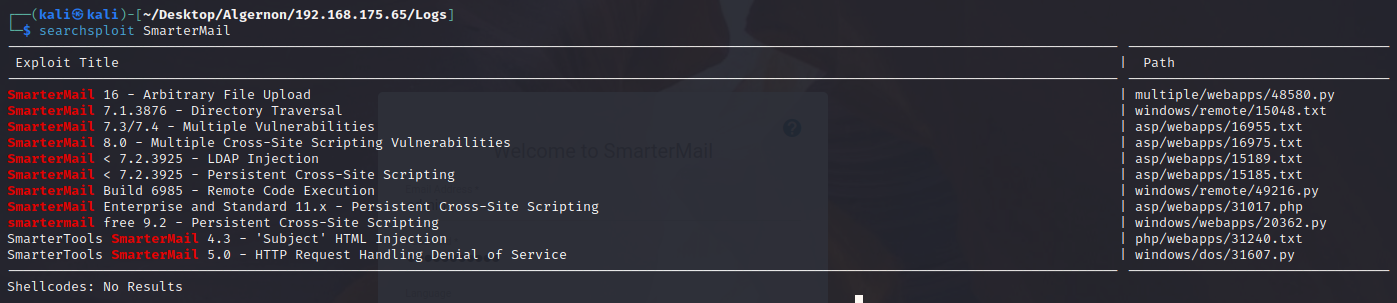 ┌──(kali㉿kali)-[~/Desktop/Algernon/192.168.175.65/Logs]
└─$ searchsploit SmarterMail
Exploit Title | Path
SmarterMail 16 - Arbitrary File Upload | multiple/webapps/48580.py
SmarterMail 7.1.3876 - Directory Traversal | windows/remote/15048.txt
SmarterMail 7.3/7.4 - Multiple Vulnerabilities | asp/webapps/16955.txt
SmarterMail 8.0 - Multiple Cross-Site Scripting Vulnerabilities | asp/webapps/16975.txt
SmarterMail < 7.2.3925 - LDAP Injection | asp/webapps/15189.txt
SmarterMail < 7.2.3925 - Persistent Cross-Site Scripting | asp/webapps/15185.txt
SmarterMail Build 6985 - Remote Code Execution | windows/remote/49216.py
SmarterMail Enterprise and Standard 11.x - Persistent Cross-Site Scripting | asp/webapps/31017.php
smartermail free 9.2 - Persistent Cross-Site Scripting | windows/webapps/20362.py
SmarterTools SmarterMail 4.3 - 'Subject' HTML Injection | php/webapps/31240.txt
SmarterTools SmarterMail 5.0 - HTTP Request Handling Denial of Service | windows/dos/31607.py
Shellcodes: No Results
?
Welcome to SmarterMail